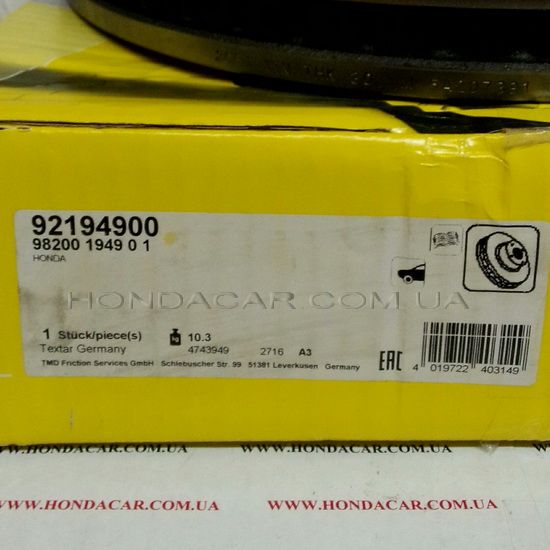 92194900
98200 1949 0 1
HONDA
HONDACAR.COM.UA
1 Stück/piece(s) kg 10.3
Textar Germany 4743949 2716 A3
TMD Friction Services GmbH Schlebuscher Str. 99 51381 Leverkusen Germany
EAC
4 019722 403149
WWW.HONDACAR.COM.UA WWW.HONDACAR.COM.UA
WWW.HONDACAR.COM.UA WWW.HONDACAR.COM.UA